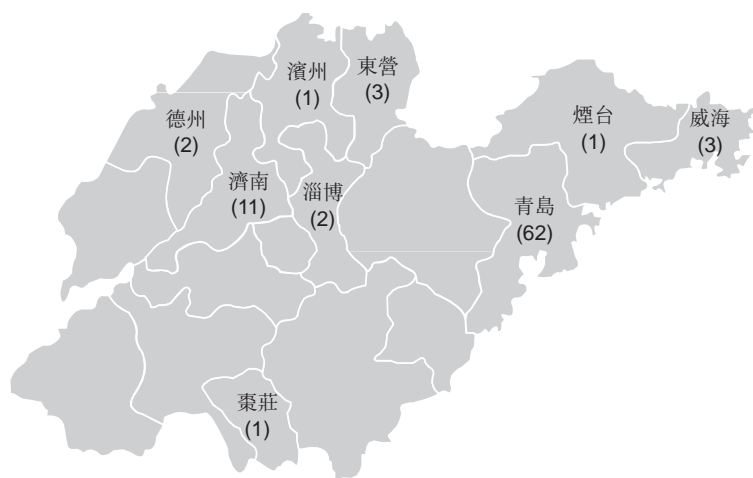 濱州
(1)
東營
(3)
德州
(2)
煙台
(1)
威海
(3)
濟南
(11)
淄博
(2)
青島
(62)
棗莊
(1)